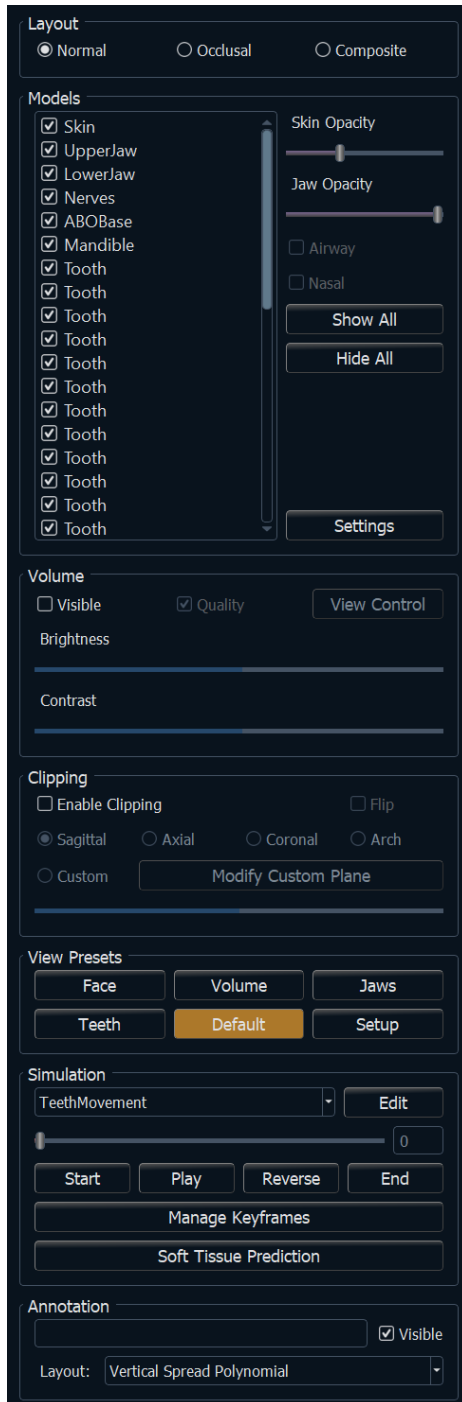 Layout
Normal Occlusal Composite
Models
Skin
UpperJaw
LowerJaw
Nerves
ABOBase
Mandible
Tooth
Tooth
Tooth
Tooth
Tooth
Tooth
Tooth
Tooth
Tooth
Tooth
Tooth
Tooth
Skin Opacity
Jaw Opacity
Airway
Nasal
Show All
Hide All
Settings
Volume
Visible Quality View Control
Brightness
Contrast
Clipping
Enable Clipping Flip
Sagittal Axial Coronal Arch
Custom Modify Custom Plane
View Presets
Face Volume Jaws
Teeth Default Setup
Simulation
TeethMovement Edit
0
Start Play Reverse End
Manage Keyframes
Soft Tissue Prediction
Annotation
Visible
Layout: Vertical Spread Polynomial